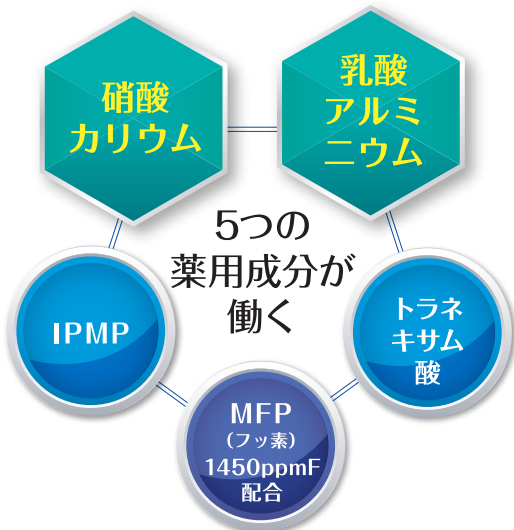 硝酸
カリウム
乳酸
アルミ
ニウム
5つの
薬用成分が
働く
IPMP
トラネ
キサム
酸
MFP
(フッ素)
1450ppmF
配合